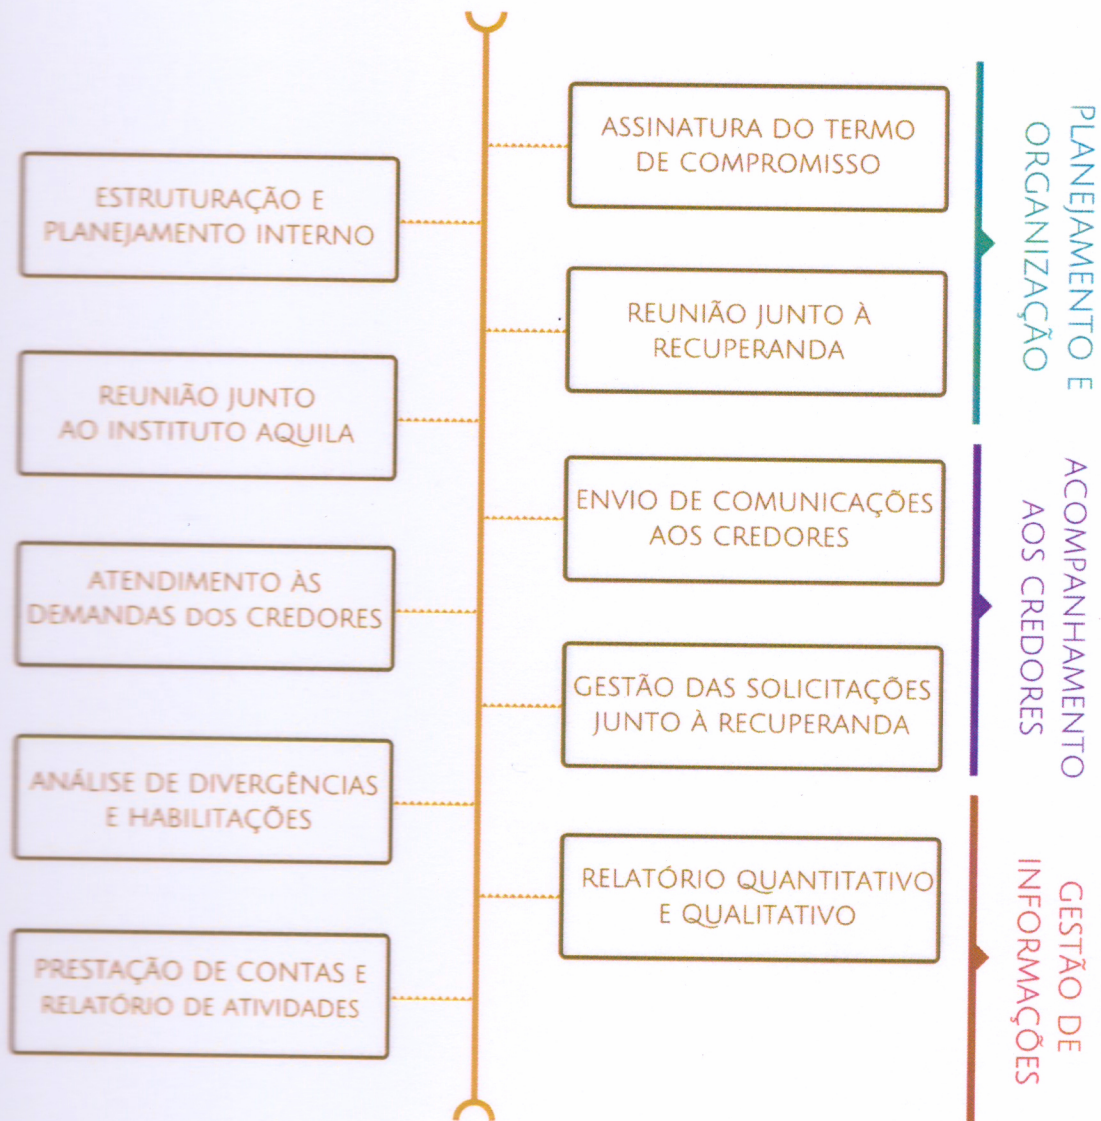 PLANEJAMENTO E
ORGANIZAÇÃO
ASSINATURA DO TERMO
DE COMPROMISSO
ESTRUTURAÇÃO E
PLANEJAMENTO INTERNO
REUNIÃO JUNTO À
RECUPERANDA
REUNIÃO JUNTO
AO INSTITUTO AQUILA
ACOMPANHAMENTO
AOS CREDORES
ENVIO DE COMUNICAÇÕES
AOS CREDORES
ATENDIMENTO ÀS
DEMANDAS DOS CREDORES
GESTÃO DAS SOLICITAÇÕES
JUNTO À RECUPERANDA
ANÁLISE DE DIVERGÊNCIAS
E HABILITAÇÕES
GESTÃO DE
INFORMAÇÕES
RELATÓRIO QUANTITATIVO
E QUALITATIVO
PRESTAÇÃO DE CONTAS E
RELATÓRIO DE ATIVIDADES